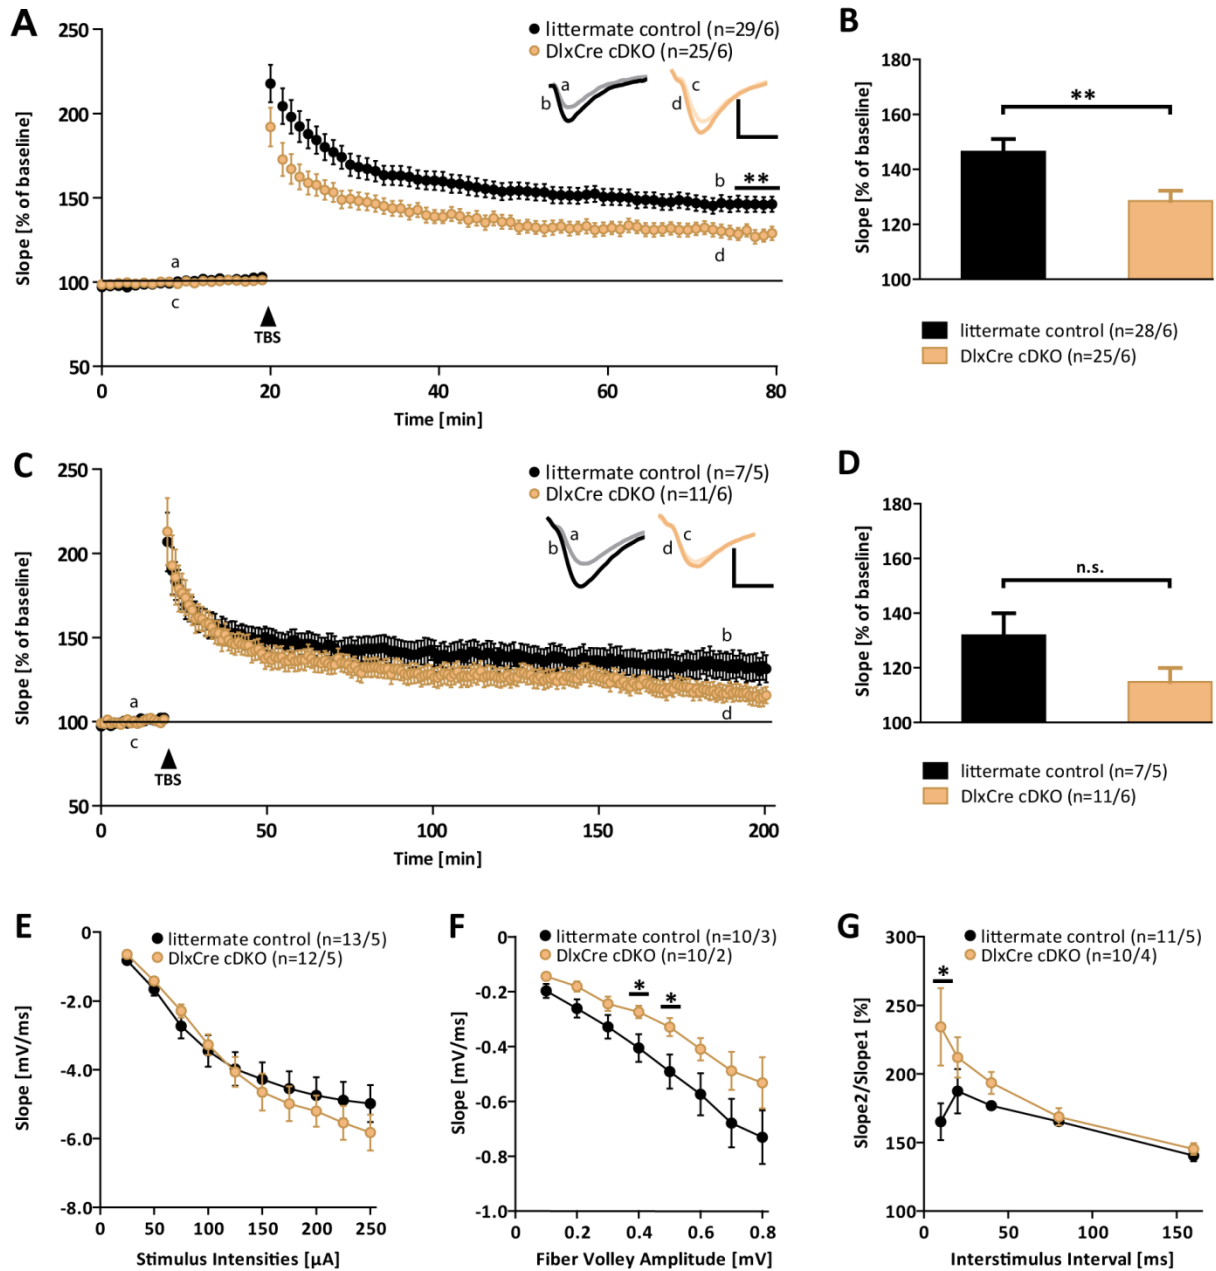 A
250
200
150
100
50
Slope [% of baseline]
littermate control (n=29/6)
DlxCre cDKO (n=25/6)
a
b
c
d
b
**
d
a
c
TBS
0
20
40
60
80
Time [min]
B
180
160
140
120
100
Slope [% of baseline]
**
littermate control (n=28/6)
DlxCre cDKO (n=25/6)
C
250
200
150
100
50
Slope [% of baseline]
littermate control (n=7/5)
DlxCre cDKO (n=11/6)
a
b
c
d
b
d
a
c
TBS
0
50
100
150
200
Time [min]
D
180
160
140
120
100
Slope [% of baseline]
n.s.
littermate control (n=7/5)
DlxCre cDKO (n=11/6)
E
littermate control (n=13/5)
DlxCre cDKO (n=12/5)
0
-2.0
-4.0
-6.0
-8.0
Slope [mV/ms]
0
50
100
150
200
250
Stimulus Intensities [µA]
F
littermate control (n=10/3)
DlxCre cDKO (n=10/2)
0
-0.2
-0.4
-0.6
-0.8
-1.0
Slope [mV/ms]
*
*
0
0.2
0.4
0.6
0.8
Fiber Volley Amplitude [mV]
G
littermate control (n=11/5)
DlxCre cDKO (n=10/4)
300
250
200
150
100
Slope2/Slope1 [%]
*
0
50
100
150
Interstimulus Interval [ms]